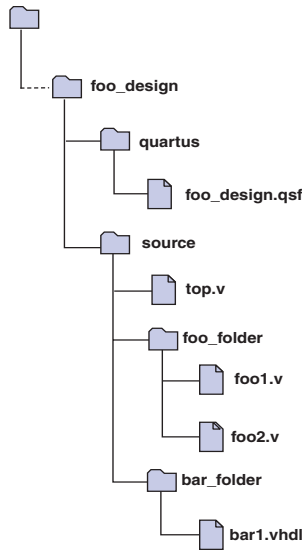 foo_design
quartus
foo_design.qsf
source
top.v
foo_folder
foo1.v
foo2.v
bar_folder
bar1.vhdl